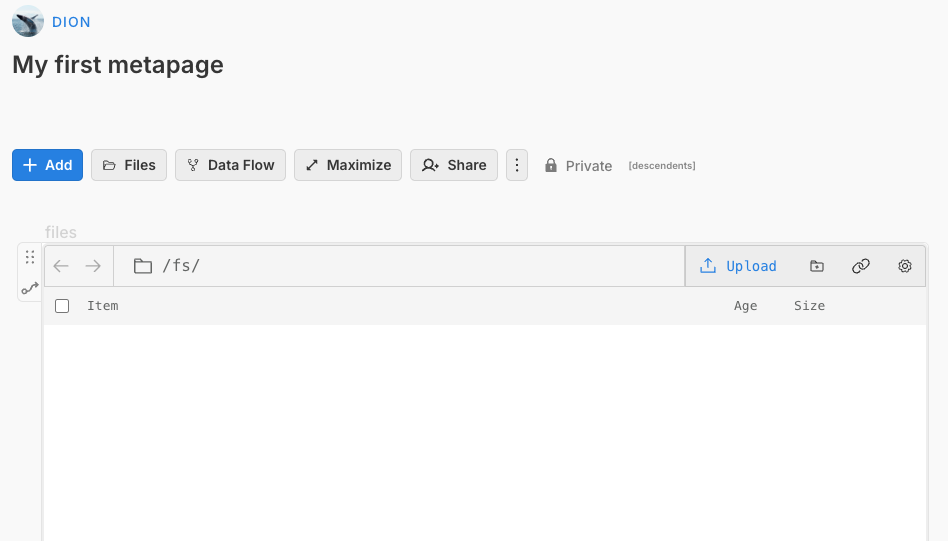 DION
My first metapage
Add Files Data Flow Maximize Share Private [descendents]
files
/fs/ Upload
Item Age Size